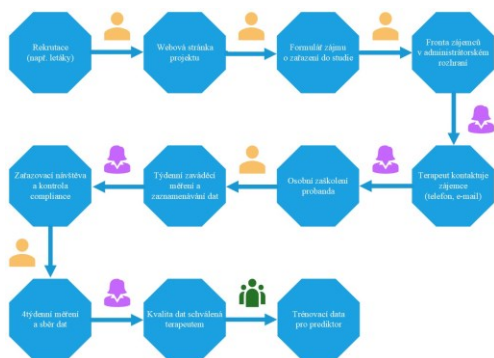 Rekrutace
(např. letáky)
Webová stránka
projektu
Formulář zájmu
o zařazení do studie
Fronta zájemců
v administrátorském
rozhraní
Zařazovací návštěva
a kontrola
compliance
Týdenní zaváděcí
měření a
zaznamenávání dat
Osobní zaškolení
probanda
Terapeut kontaktuje
zájemce
(telefon, e-mail)
4týdenní měření
a sběr dat
Kvalita dat schválena
terapeutem
Trénovací data
pro prediktor